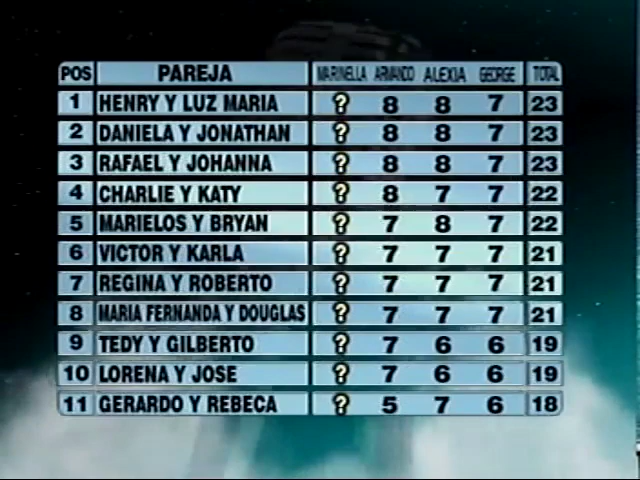 POS PAREJA MARINELLA ARMANDO ALEXIA GEORGE TOTAL
1 HENRY Y LUZ MARIA ? 8 8 7 23
2 DANIELA Y JONATHAN ? 8 8 7 23
3 RAFAEL Y JOHANNA ? 8 8 7 23
4 CHARLIE Y KATY ? 8 7 7 22
5 MARIELOS Y BRYAN ? 7 8 7 22
6 VICTOR Y KARLA ? 7 7 7 21
7 REGINA Y ROBERTO ? 7 7 7 21
8 MARIA FERNANDA Y DOUGLAS ? 7 7 7 21
9 TEDY Y GILBERTO ? 7 6 6 19
10 LORENA Y JOSE ? 7 6 6 19
11 GERARDO Y REBECA ? 5 7 6 18